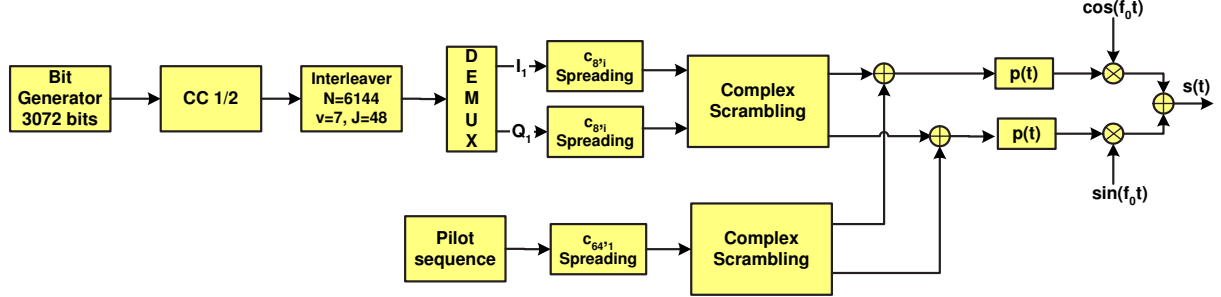 Bit
Generator
3072 bits
CC 1/2
Interleaver
N=6144
v=7, J=48
D
E
M
U
X
I₁
Q₁
c₈,ᵢ
Spreading
c₈,ᵢ
Spreading
Complex
Scrambling
p(t)
p(t)
cos(f₀t)
sin(f₀t)
s(t)
Pilot
sequence
c₆₄,₁
Spreading
Complex
Scrambling